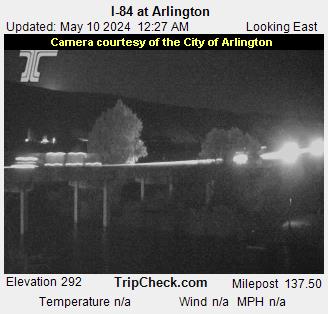 I-84 at Arlington
Updated: May 10 2024 12:27 AM Looking East
Camera courtesy of the City of Arlington
Elevation 292 TripCheck.com Milepost 137.50
Temperature n/a Wind n/a MPH n/a